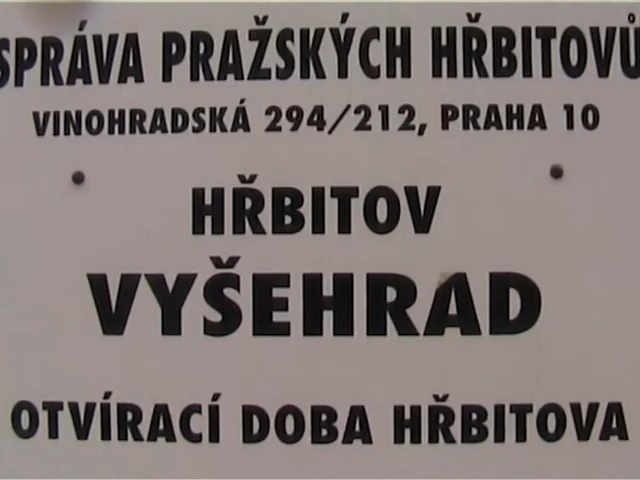 SPRÁVA PRAŽSKÝCH HŘBITOVŮ
VINOHRADSKÁ 294/212, PRAHA 10
HŘBITOV
VYŠEHRAD
OTVÍRACÍ DOBA HŘBITOVA